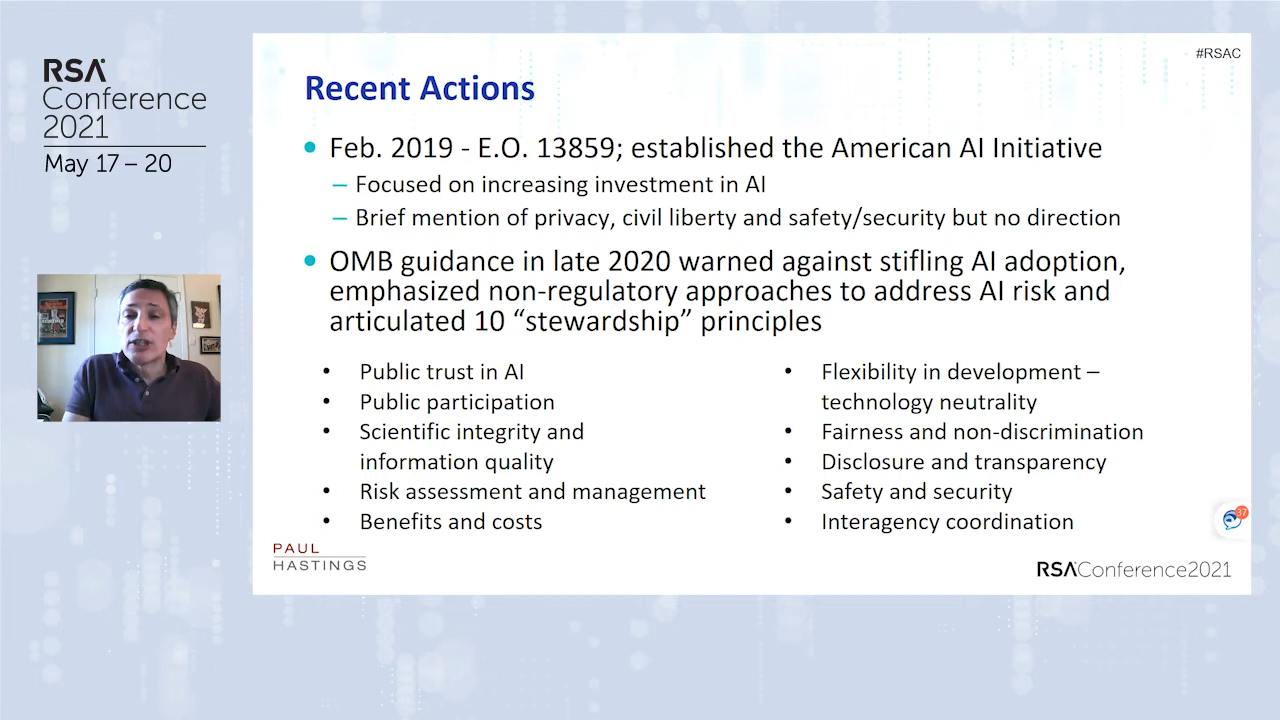 RSA
Conference
2021
May 17 – 20
#RSAC
Recent Actions
• Feb. 2019 - E.O. 13859; established the American AI Initiative
– Focused on increasing investment in AI
– Brief mention of privacy, civil liberty and safety/security but no direction
• OMB guidance in late 2020 warned against stifling AI adoption,
emphasized non-regulatory approaches to address AI risk and
articulated 10 “stewardship” principles
• Public trust in AI
• Public participation
• Scientific integrity and
information quality
• Risk assessment and management
• Benefits and costs
• Flexibility in development –
technology neutrality
• Fairness and non-discrimination
• Disclosure and transparency
• Safety and security
• Interagency coordination
37
PAUL
HASTINGS
RSAConference2021